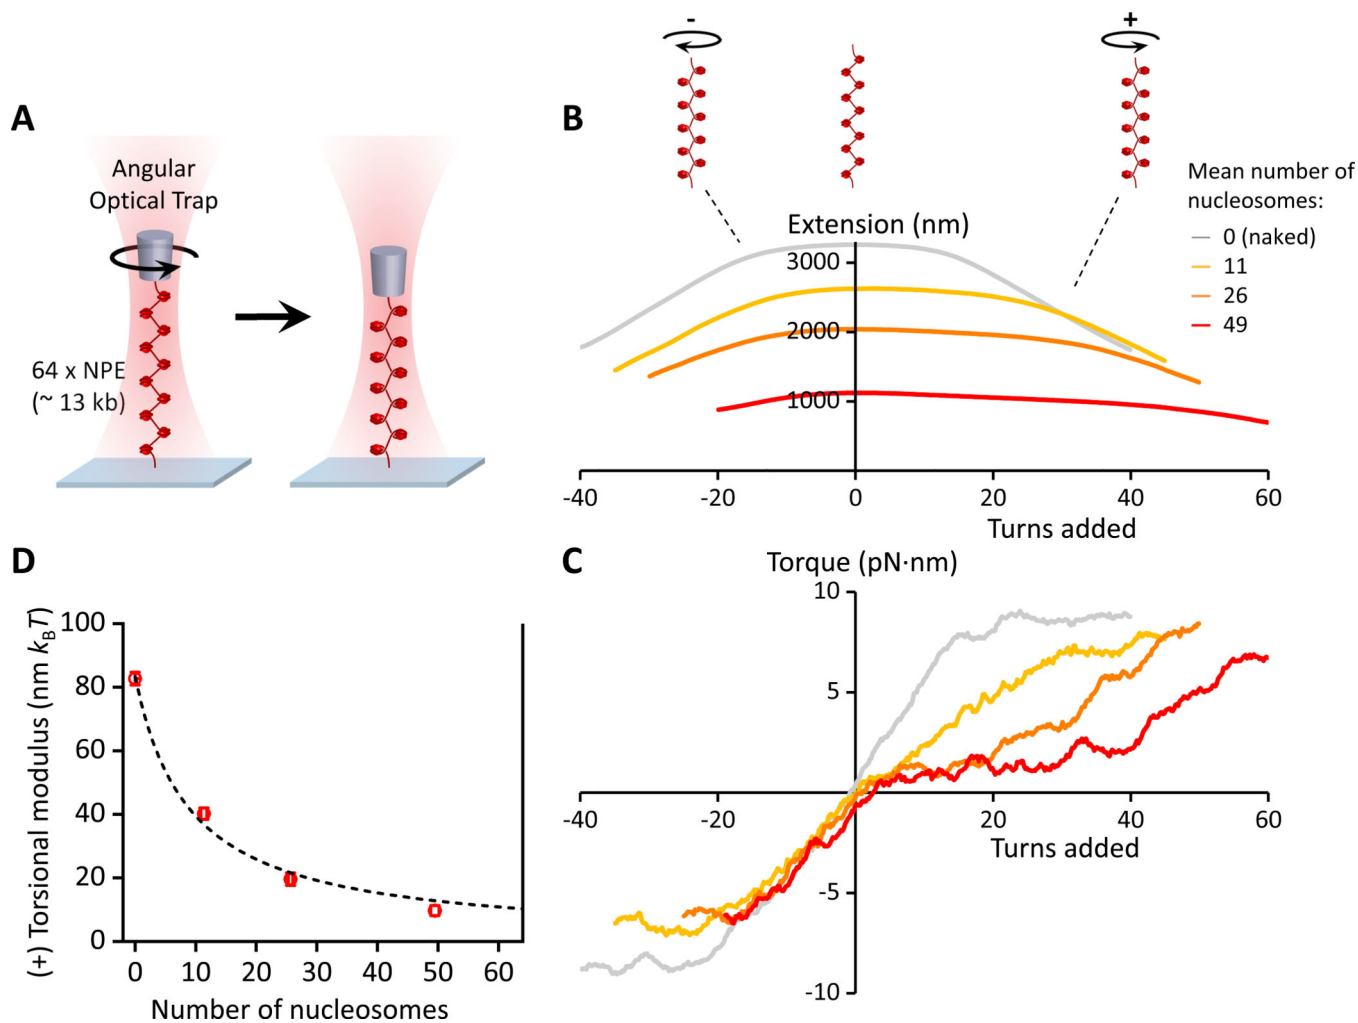 A
Angular
Optical Trap
64 x NPE
(~ 13 kb)
B
-
+
Mean number of
nucleosomes:
0 (naked)
11
26
49
Extension (nm)
3000
2000
1000
-40
-20
0
20
40
60
Turns added
D
(+) Torsional modulus (nm kBT)
100
80
60
40
20
0
0
10
20
30
40
50
60
Number of nucleosomes
C
Torque (pN·nm)
10
5
-5
-10
-40
-20
0
20
40
60
Turns added